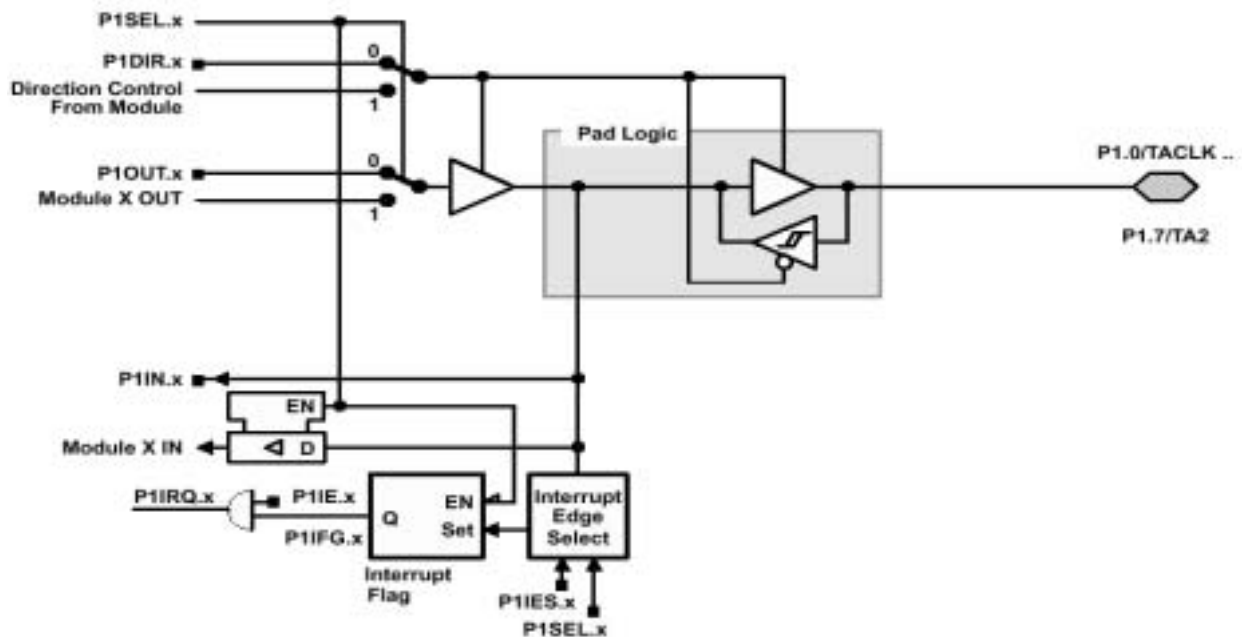 P1SEL.x
P1DIR.x
0
Direction Control
From Module
1
Pad Logic
P1.0/TACLK ..
P1OUT.x
0
Module X OUT
1
P1.7/TA2
P1IN.x
EN
Module X IN
D
P1IRQ.x
P1IE.x
P1IFG.x
Q
EN
Set
Interrupt
Edge
Select
Interrupt
Flag
P1IES.x
P1SEL.x